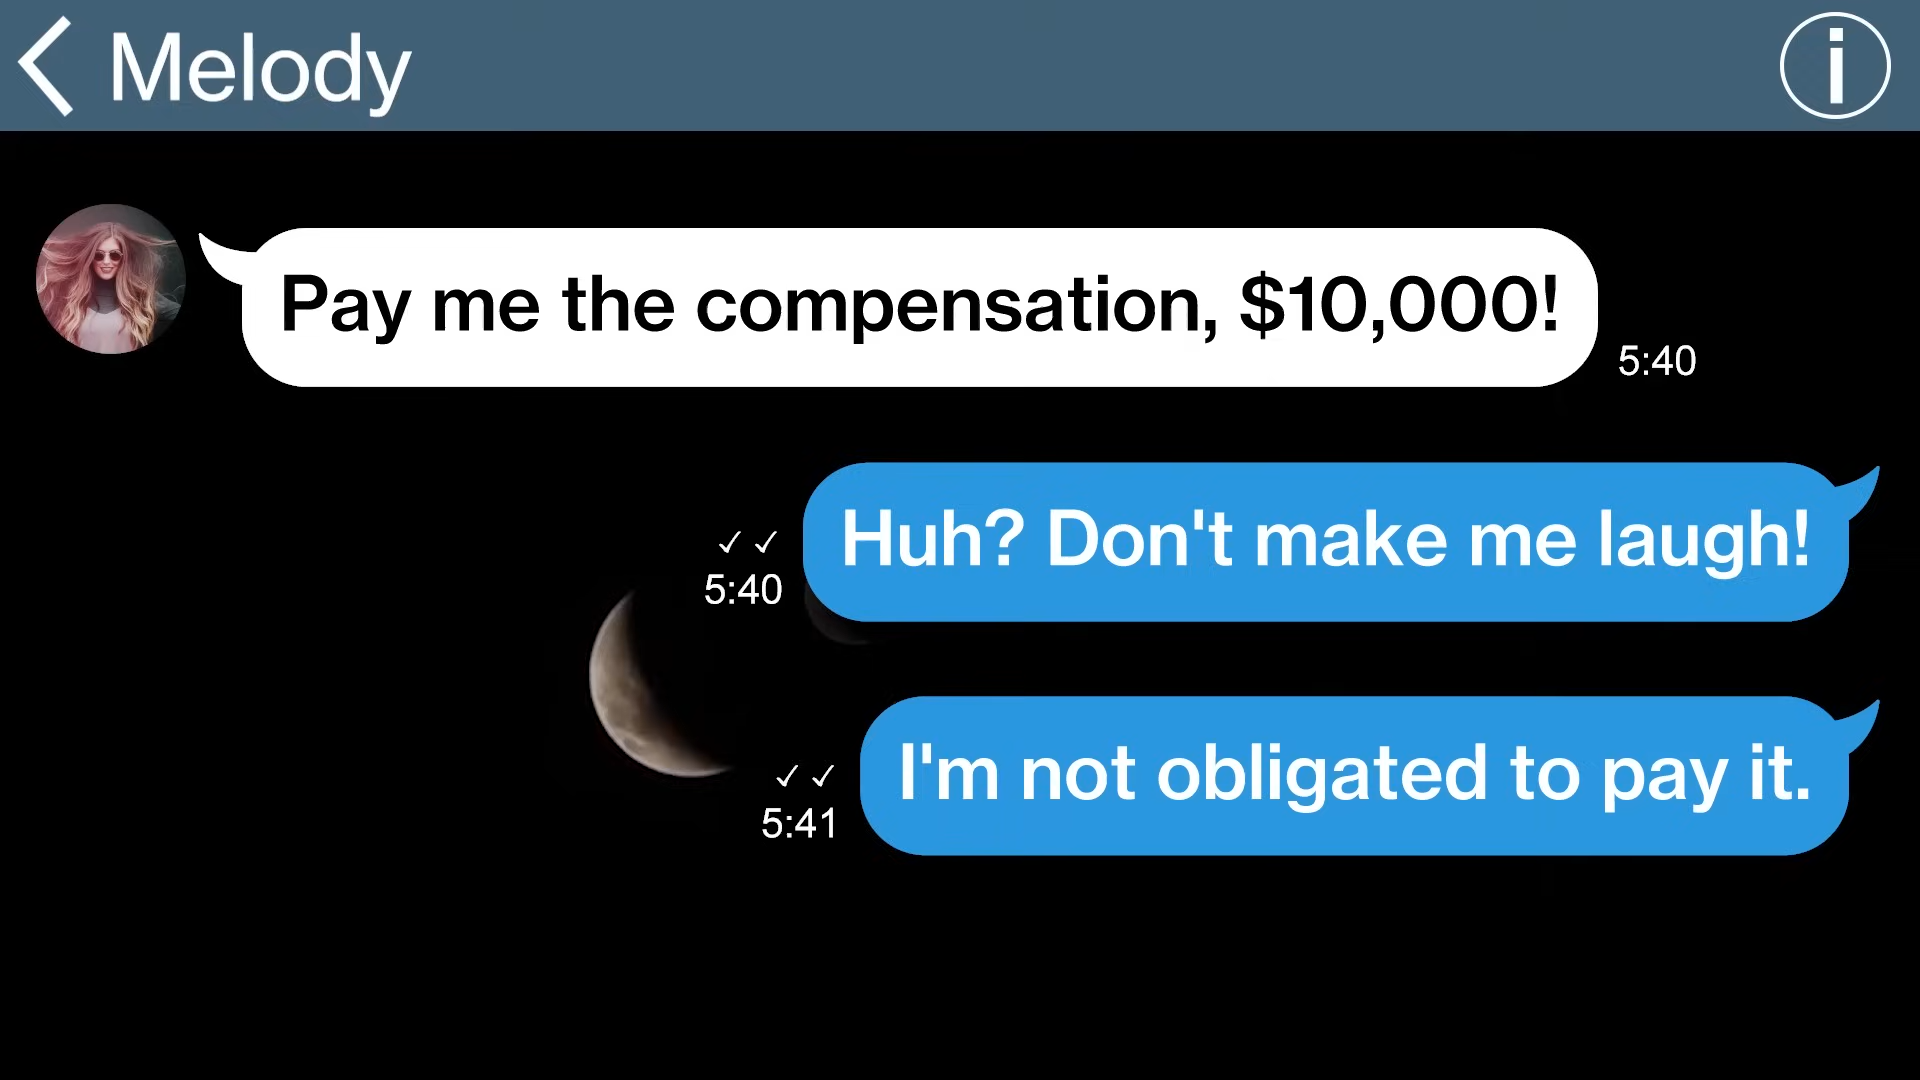 Melody
Pay me the compensation, $10,000!
5:40
Huh? Don't make me laugh!
5:40
I'm not obligated to pay it.
5:41